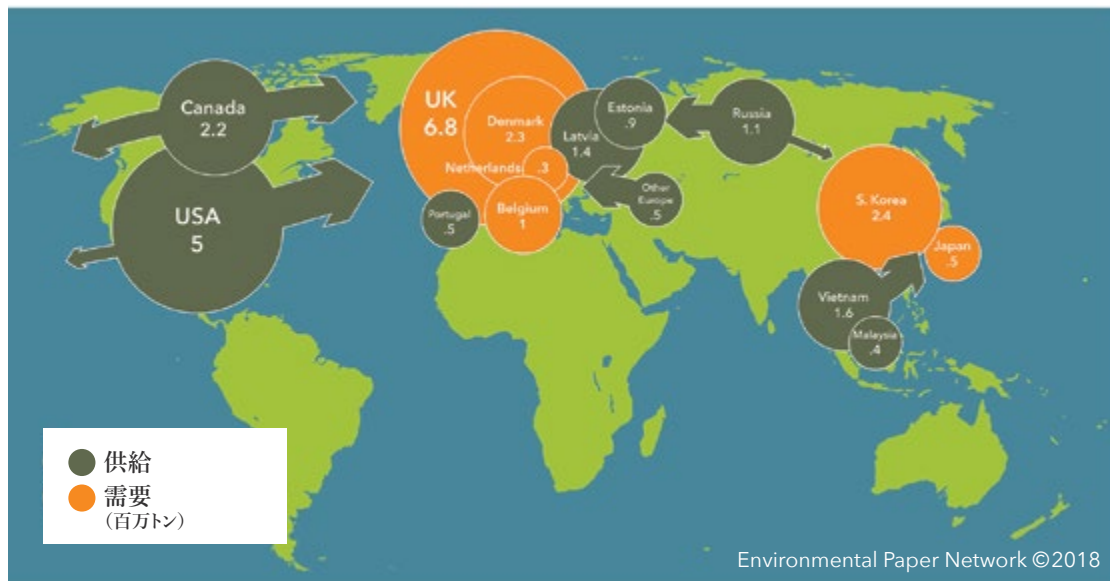 Canada
2.2
USA
5
UK
6.8
Denmark
2.3
Netherlands
.3
Belgium
1
Portugal
.5
Latvia
1.4
Estonia
.9
Other
Europe
.5
Russia
1.1
S. Korea
2.4
Japan
.5
Vietnam
1.6
Malaysia
.4
供給
需要
（百万トン）
Environmental Paper Network ©2018